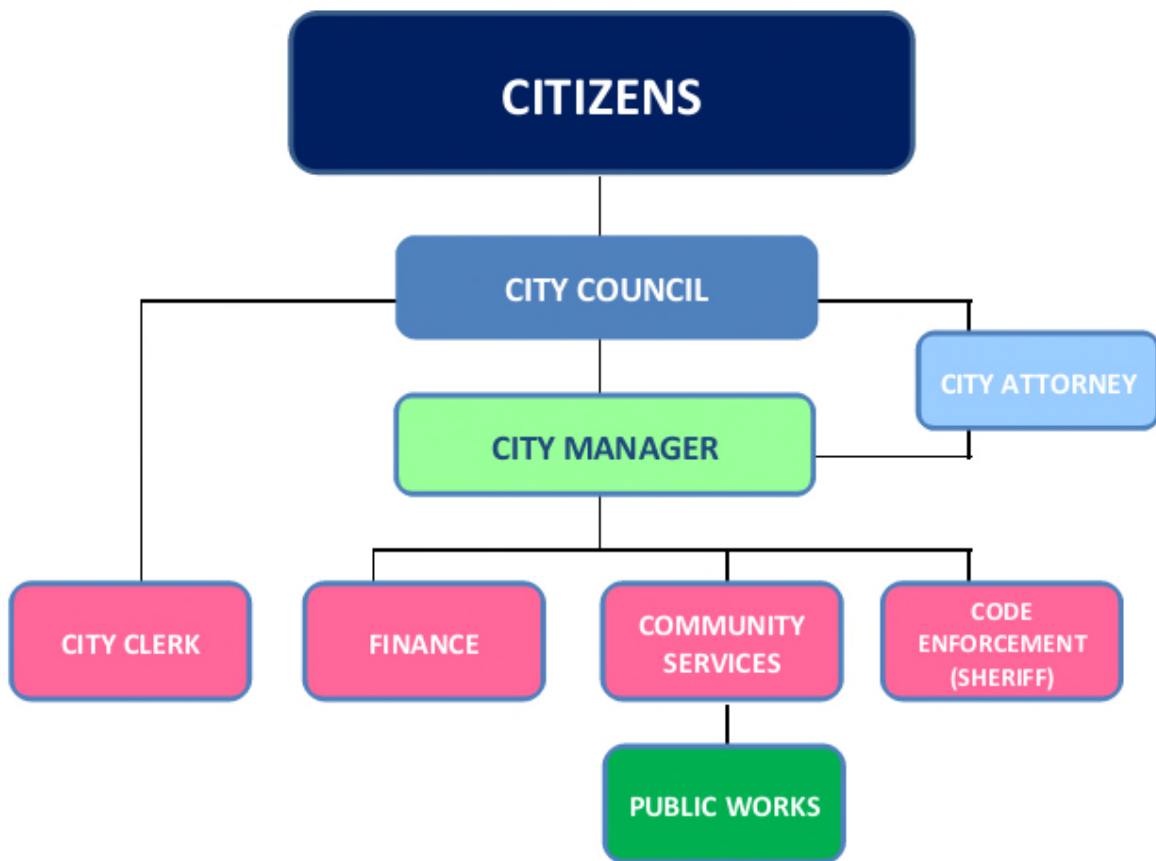 CITIZENS
CITY COUNCIL
CITY ATTORNEY
CITY MANAGER
CITY CLERK
FINANCE
COMMUNITY
SERVICES
CODE
ENFORCEMENT
(SHERIFF)
PUBLIC WORKS